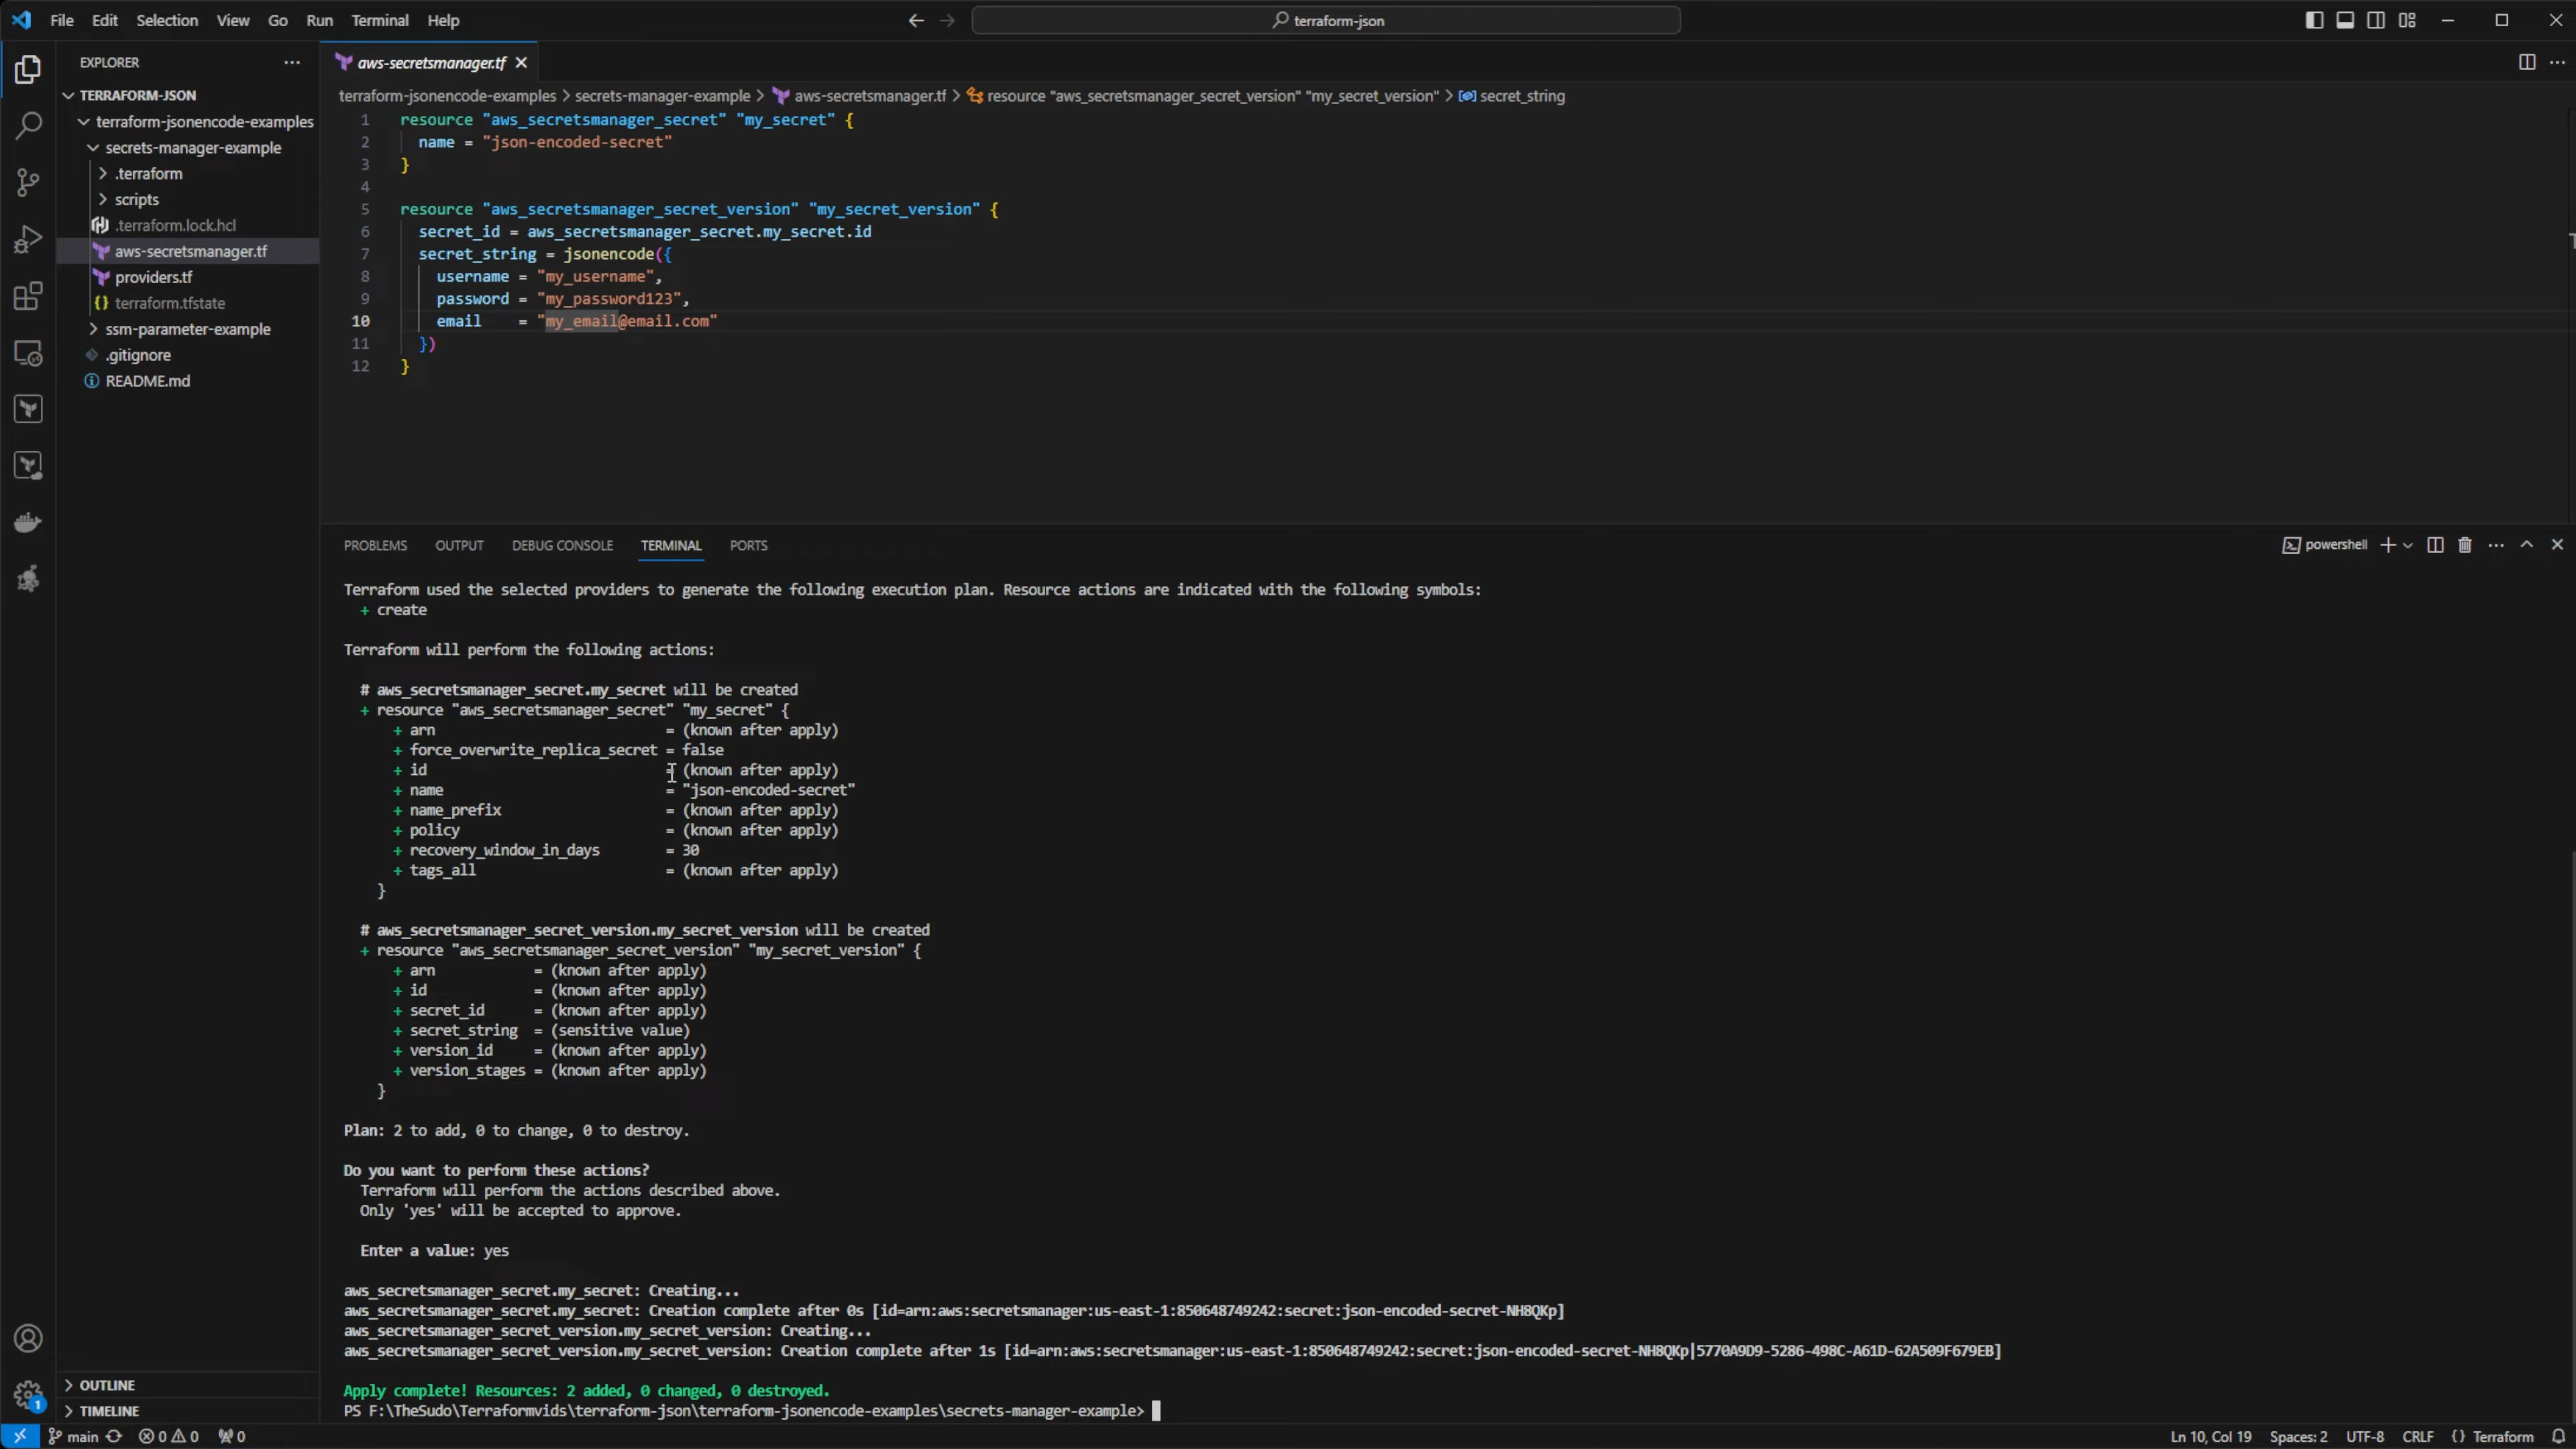 File Edit Selection View Go Run Terminal Help
terraform-json
EXPLORER
TERRAFORM-JSON
terraform-jsonencode-examples
secrets-manager-example
.terraform
scripts
.terraform.lock.hcl
aws-secretsmanager.tf
providers.tf
terraform.tfstate
ssm-parameter-example
.gitignore
README.md
OUTLINE
TIMELINE
aws-secretsmanager.tf
terraform-jsonencode-examples > secrets-manager-example > aws-secretsmanager.tf > resource "aws_secretsmanager_secret_version" "my_secret_version" > secret_string
1 resource "aws_secretsmanager_secret" "my_secret" {
2 name = "json-encoded-secret"
3 }
4
5 resource "aws_secretsmanager_secret_version" "my_secret_version" {
6 secret_id = aws_secretsmanager_secret.my_secret.id
7 secret_string = jsonencode({
8 username = "my_username",
9 password = "my_password123",
10 email = "my_email@email.com"
11 })
12 }
PROBLEMS OUTPUT DEBUG CONSOLE TERMINAL PORTS
powershell
Terraform used the selected providers to generate the following execution plan. Resource actions are indicated with the following symbols:
+ create
Terraform will perform the following actions:
# aws_secretsmanager_secret.my_secret will be created
+ resource "aws_secretsmanager_secret" "my_secret" {
+ arn = (known after apply)
+ force_overwrite_replica_secret = false
+ id = (known after apply)
+ name = "json-encoded-secret"
+ name_prefix = (known after apply)
+ policy = (known after apply)
+ recovery_window_in_days = 30
+ tags_all = (known after apply)
}
# aws_secretsmanager_secret_version.my_secret_version will be created
+ resource "aws_secretsmanager_secret_version" "my_secret_version" {
+ arn = (known after apply)
+ id = (known after apply)
+ secret_id = (known after apply)
+ secret_string = (sensitive value)
+ version_id = (known after apply)
+ version_stages = (known after apply)
}
Plan: 2 to add, 0 to change, 0 to destroy.
Do you want to perform these actions?
Terraform will perform the actions described above.
Only 'yes' will be accepted to approve.
Enter a value: yes
aws_secretsmanager_secret.my_secret: Creating...
aws_secretsmanager_secret.my_secret: Creation complete after 0s [id=arn:aws:secretsmanager:us-east-1:850648749242:secret:json-encoded-secret-NH8QKp]
aws_secretsmanager_secret_version.my_secret_version: Creating...
aws_secretsmanager_secret_version.my_secret_version: Creation complete after 1s [id=arn:aws:secretsmanager:us-east-1:850648749242:secret:json-encoded-secret-NH8QKp|5770A9D9-5286-498C-A61D-62A509F679EB]
Apply complete! Resources: 2 added, 0 changed, 0 destroyed.
PS F:\TheSudo\Terraformvids\terraform-json\terraform-jsonencode-examples\secrets-manager-example>
1
main 0 0 0 Ln 10, Col 19 Spaces: 2 UTF-8 CRLF {} Terraform